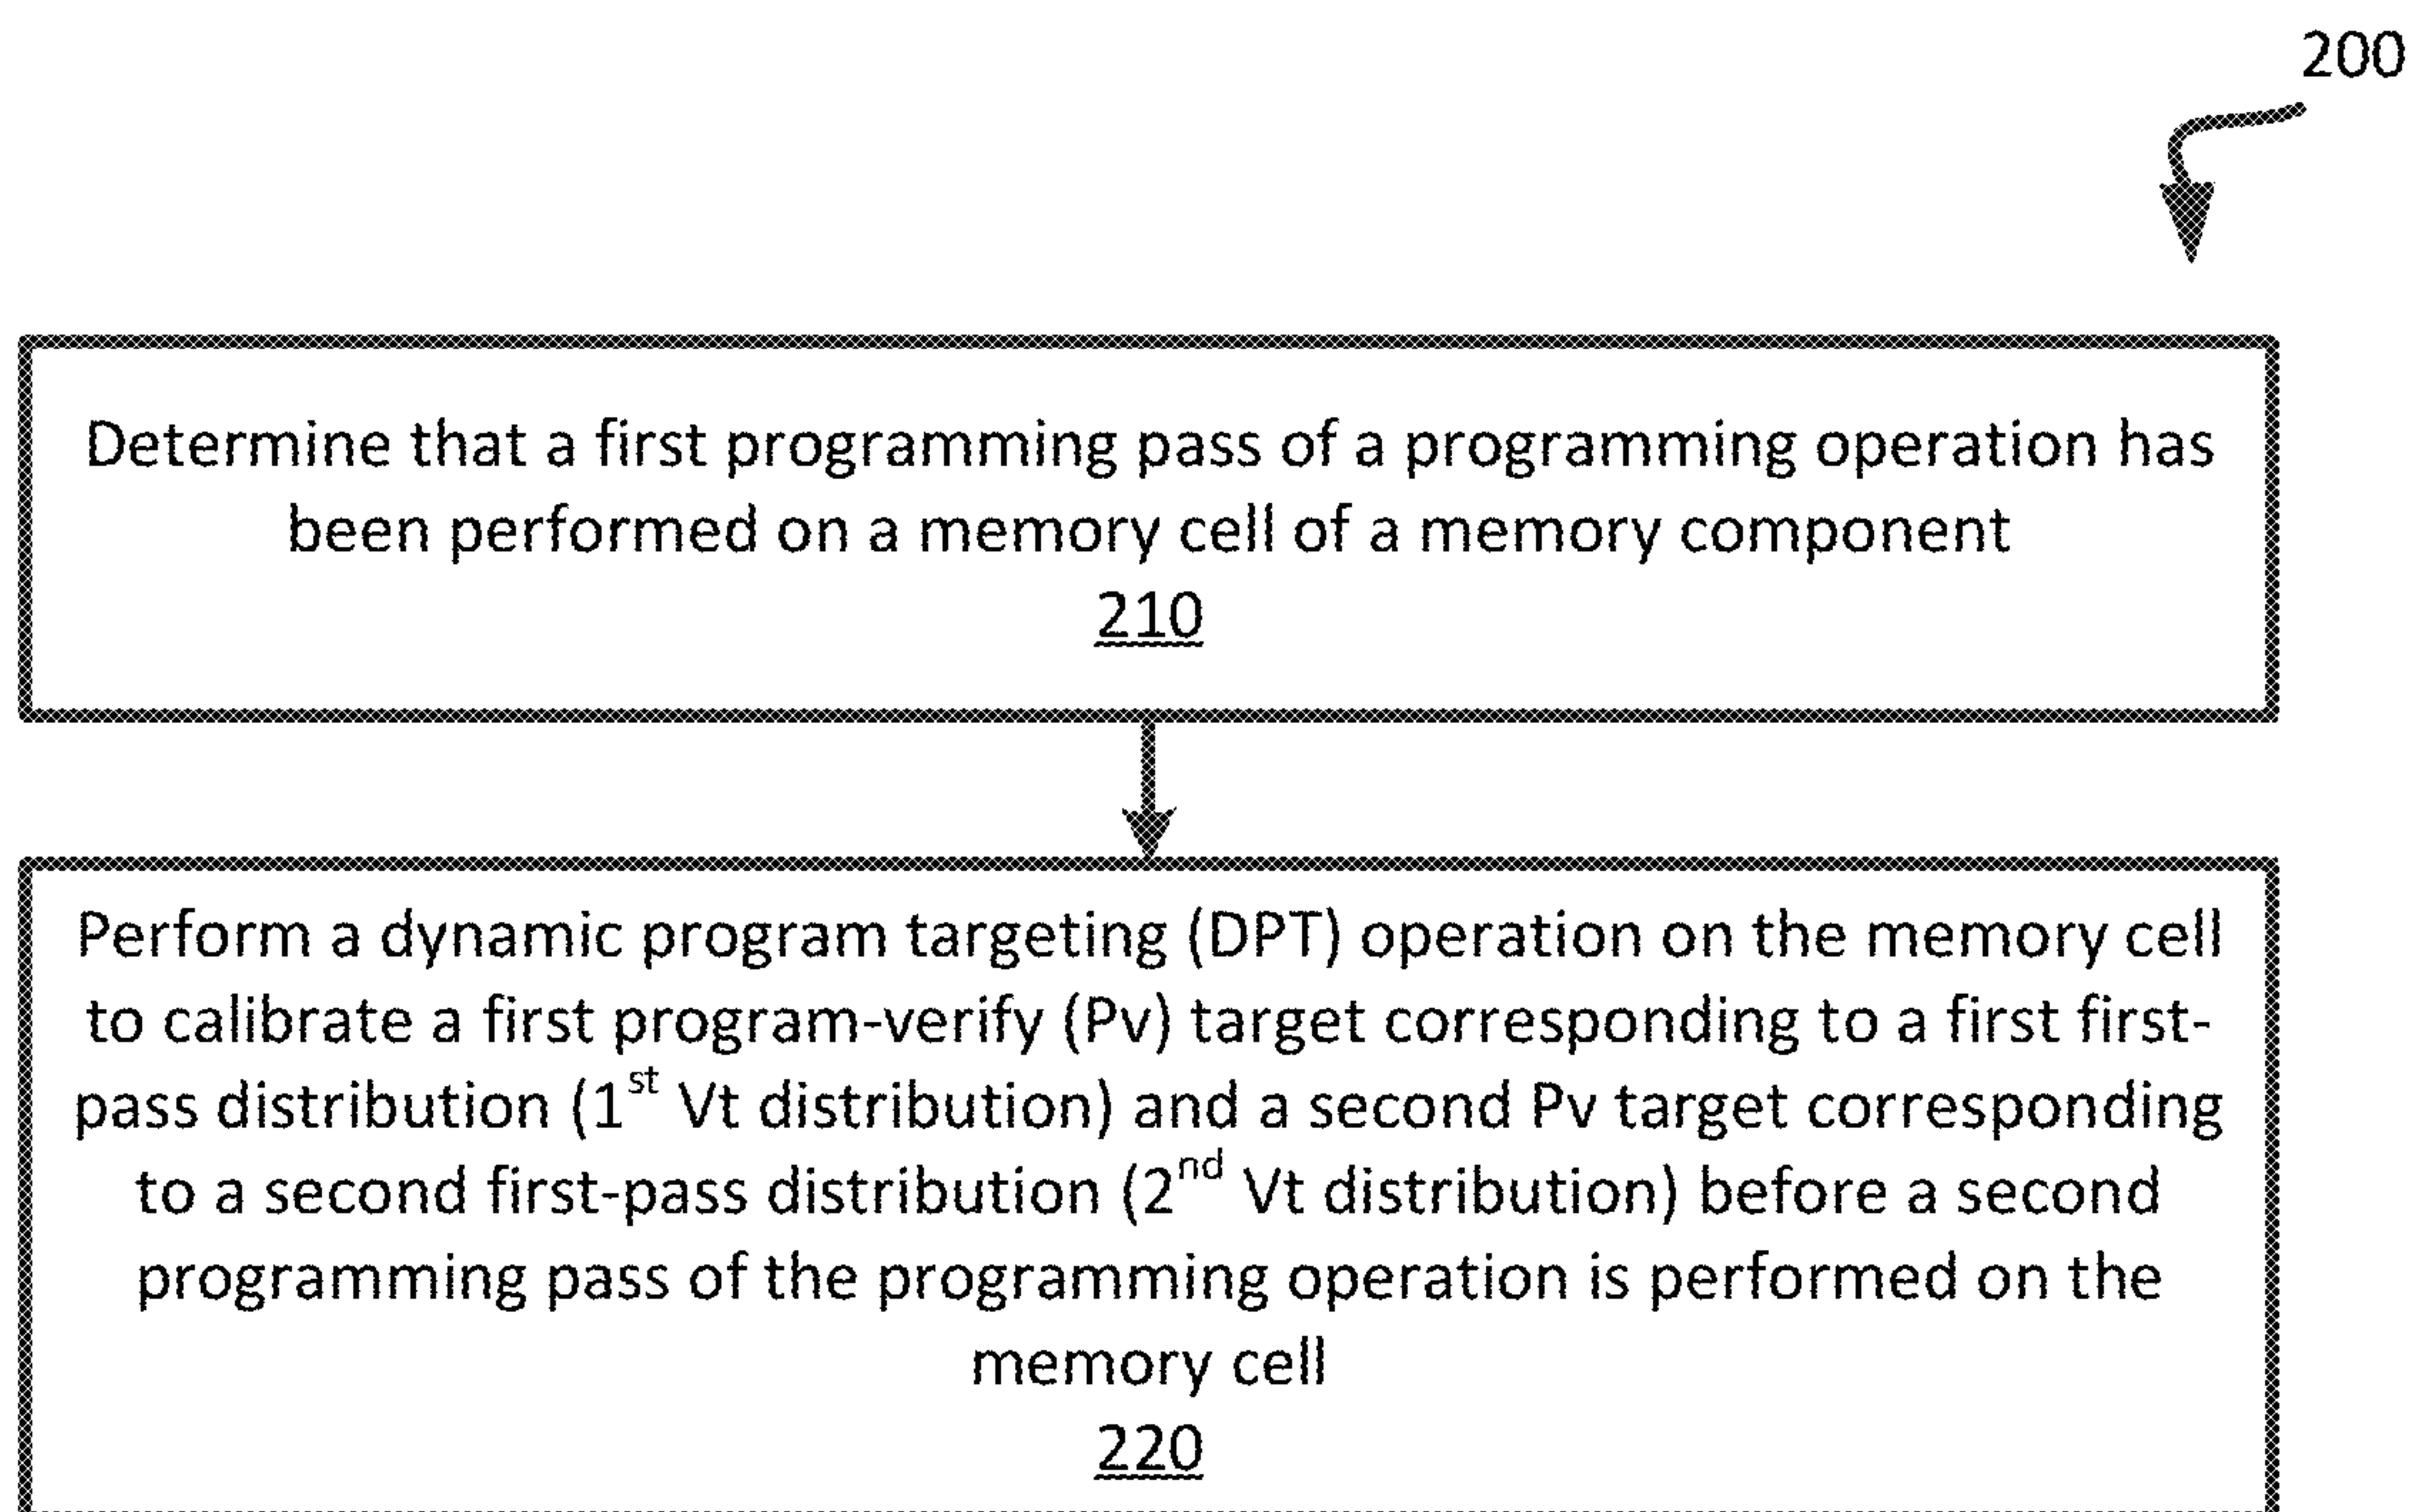 200
Determine that a first programming pass of a programming operation has
been performed on a memory cell of a memory component
210
Perform a dynamic program targeting (DPT) operation on the memory cell
to calibrate a first program-verify (Pv) target corresponding to a first first-
pass distribution (1st Vt distribution) and a second Pv target corresponding
to a second first-pass distribution (2nd Vt distribution) before a second
programming pass of the programming operation is performed on the
memory cell
220